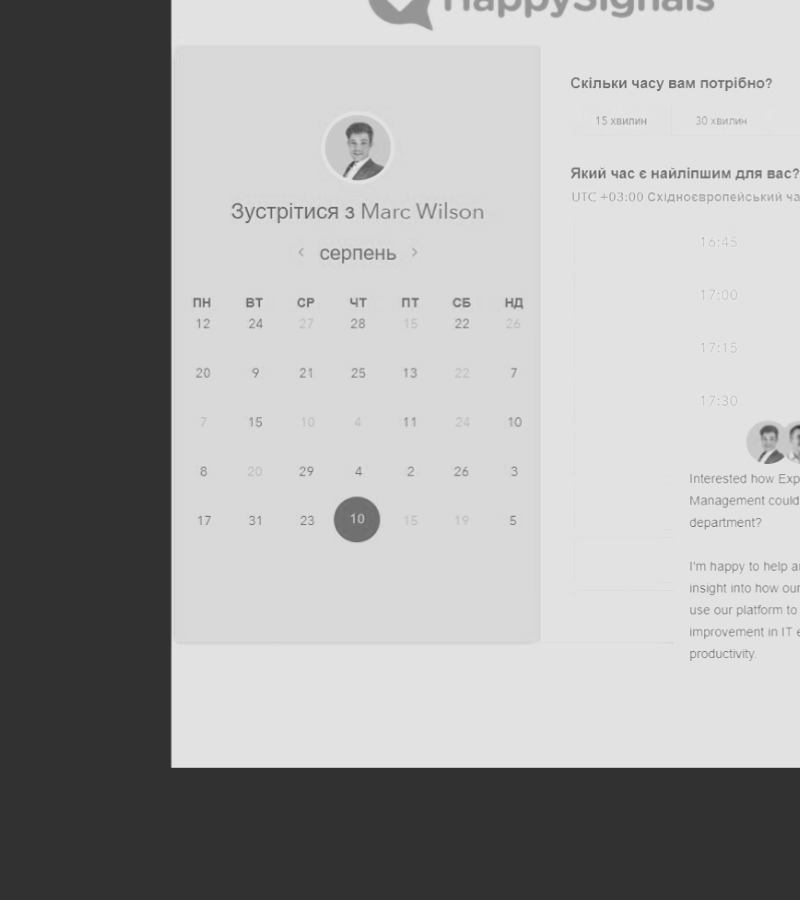 HappySignals
Зустрітися з Marc Wilson
‹ серпень ›
ПН ВТ СР ЧТ ПТ СБ НД
12 24 27 28 15 22 26
20 9 21 25 13 22 7
7 15 10 4 11 24 10
8 20 29 4 2 26 3
17 31 23 10 15 19 5
Скільки часу вам потрібно?
15 хвилин 30 хвилин
Який час є найліпшим для вас?
UTC +03:00 Східноєвропейський ча
16:45
17:00
17:15
17:30
Interested how Exp
Management could
department?
I'm happy to help a
insight into how our
use our platform to
improvement in IT e
productivity.